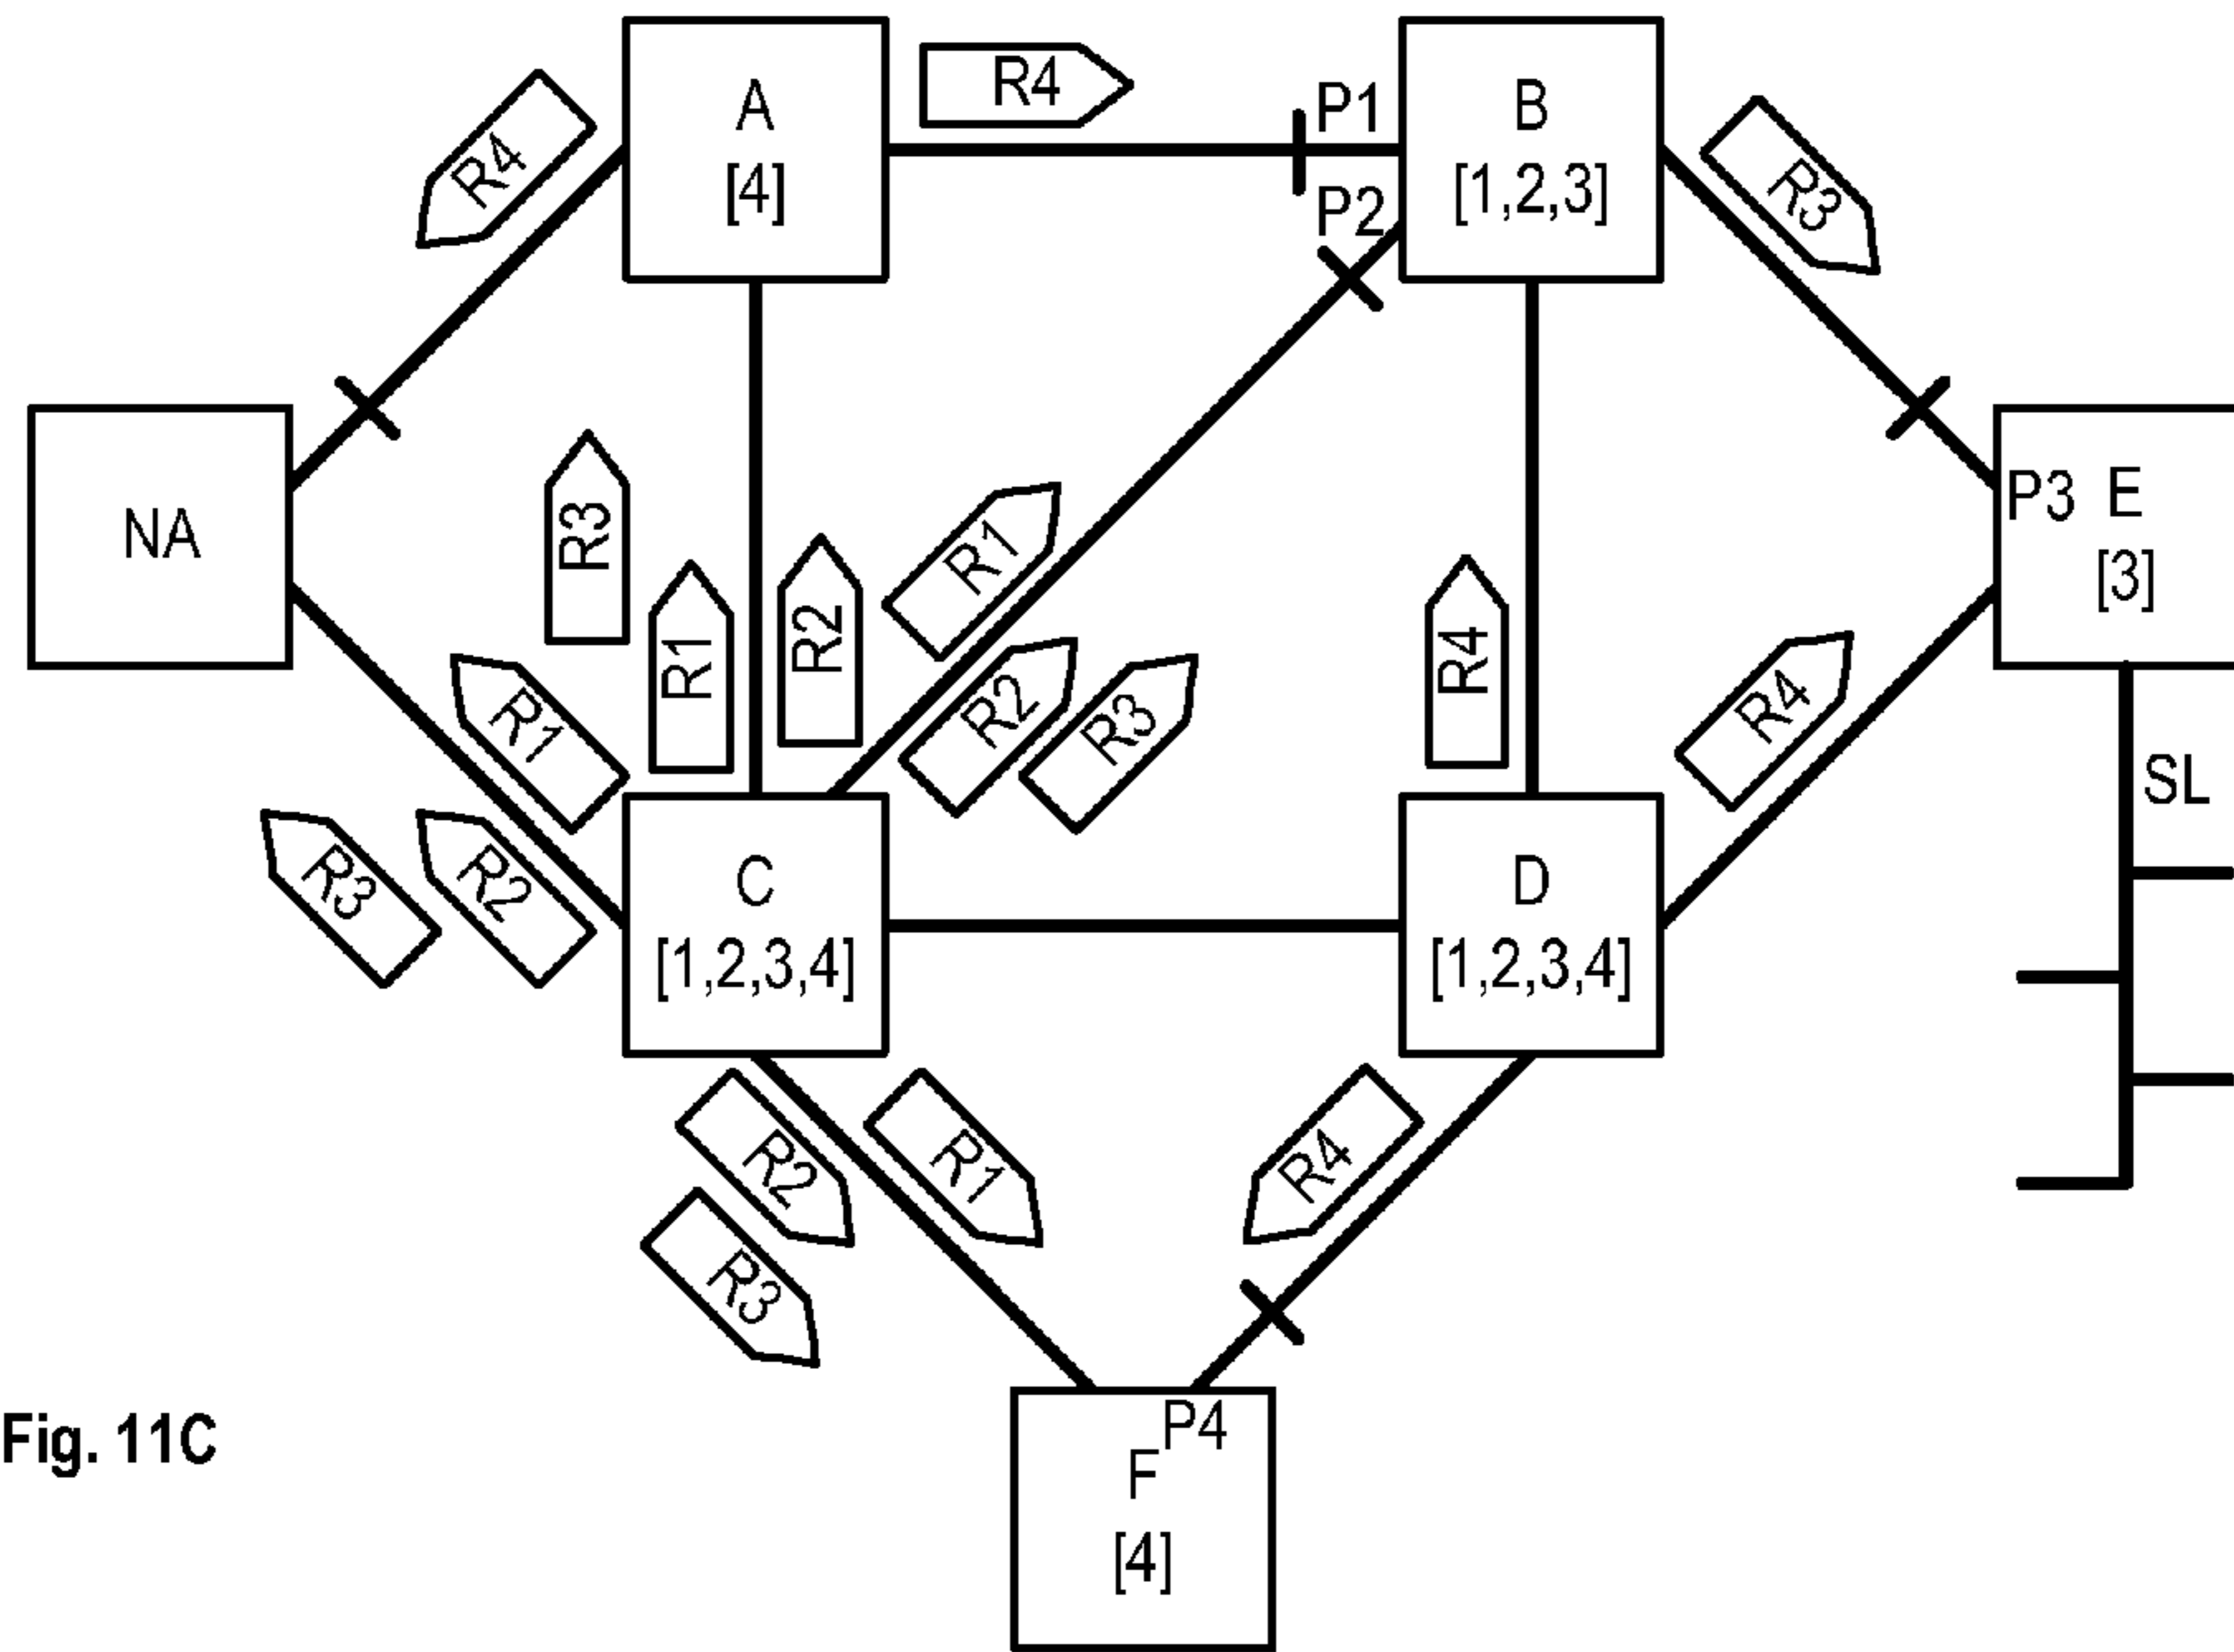 A
[4]
R4
P1
P2
B
[1,2,3]
R4
R3
NA
R3
R1
R2
R1
R2
R3
R4
R4
P3
E
[3]
SL
R1
R2
R3
C
[1,2,3,4]
D
[1,2,3,4]
R2
R3
R1
R4
P4
F
[4]
Fig. 11C